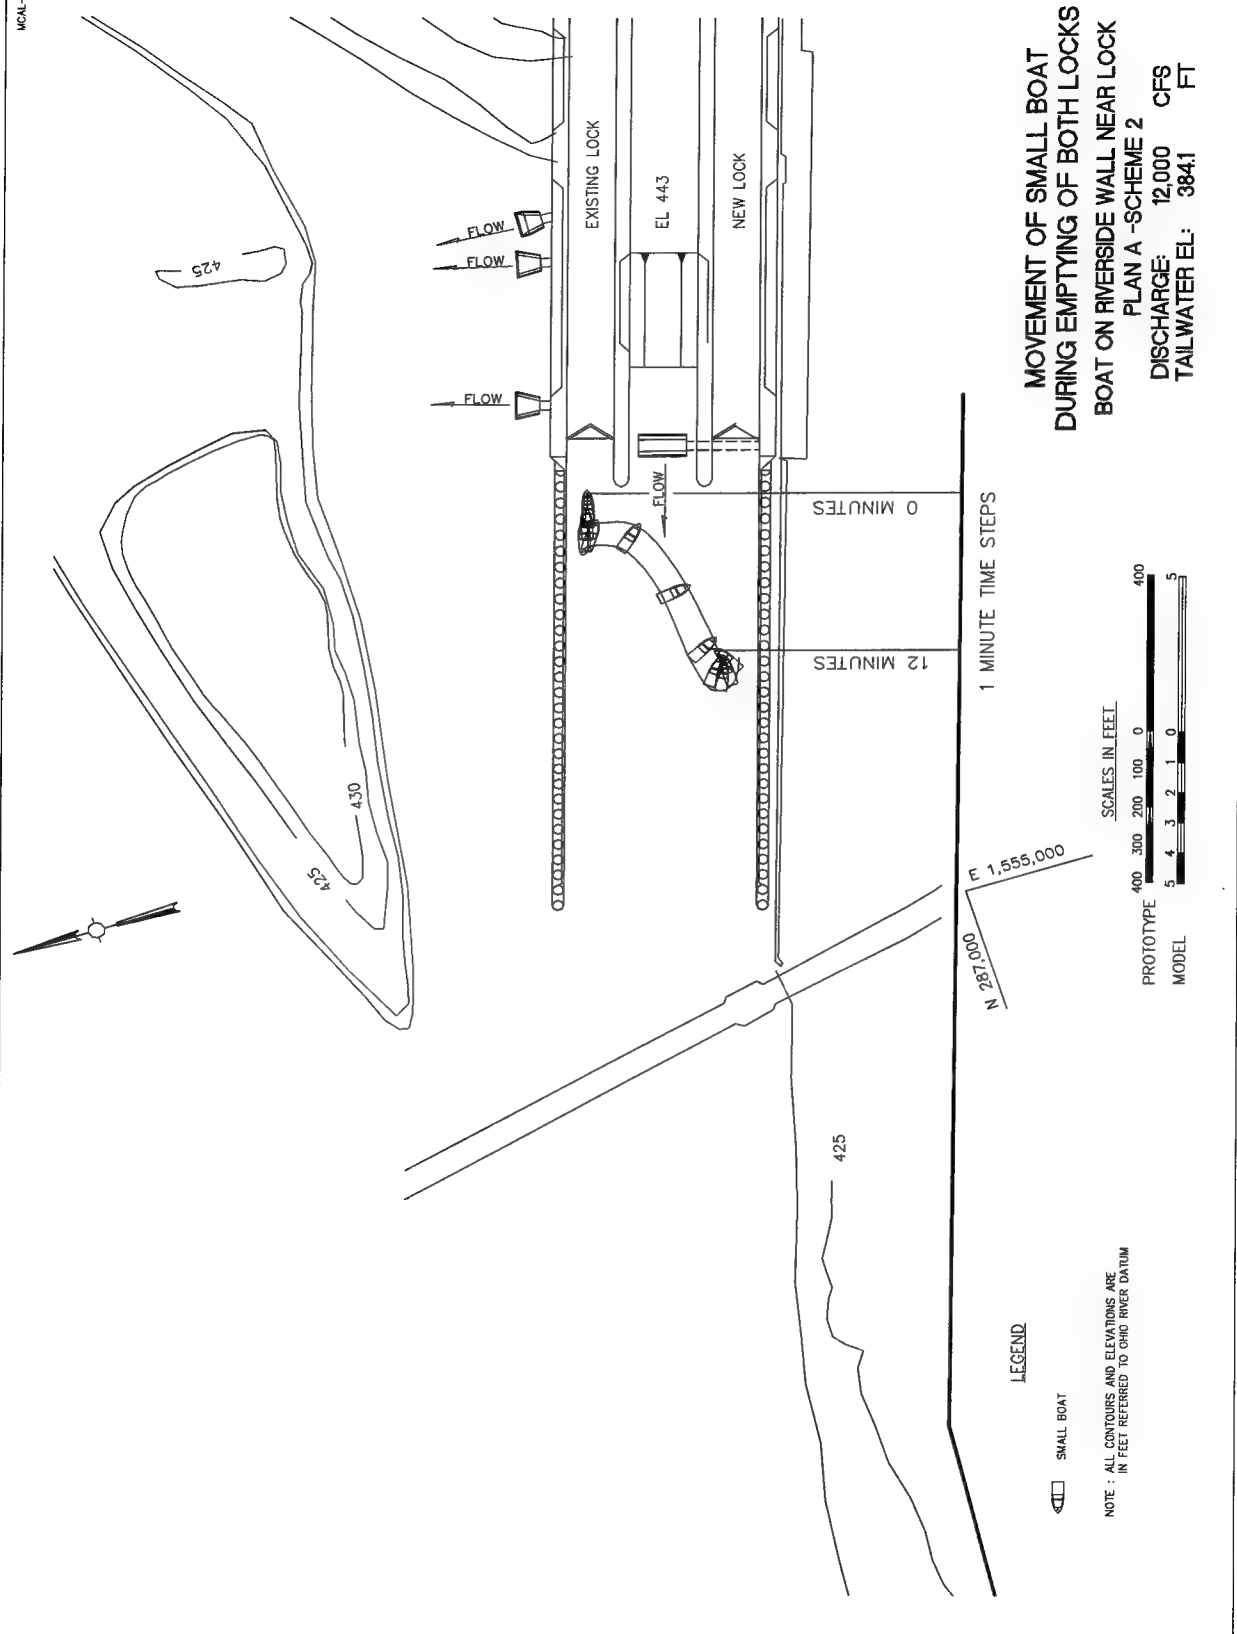 MCAL-
425
FLOW
FLOW
FLOW
EXISTING LOCK
EL 443
NEW LOCK
FLOW
0 MINUTES
12 MINUTES
1 MINUTE TIME STEPS
430
425
425
E 1,555,000
N 287,000
MOVEMENT OF SMALL BOAT
DURING EMPTYING OF BOTH LOCKS
BOAT ON RIVERSIDE WALL NEAR LOCK
PLAN A -SCHEME 2
DISCHARGE: 12,000 CFS
TAILWATER EL: 384.1 FT
SCALES IN FEET
PROTOTYPE 400 300 200 100 0 400
MODEL 5 4 3 2 1 0 5
LEGEND
SMALL BOAT
NOTE : ALL CONTOURS AND ELEVATIONS ARE
IN FEET REFERRED TO OHIO RIVER DATUM